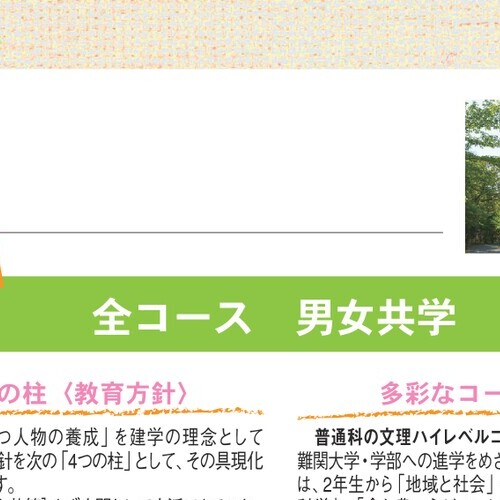 全コース 男女共学
の柱〈教育方針〉
つ人物の養成」を建学の理念として
針を次の「4つの柱」として、その具現化
す。
多彩なコー
普通科の文理ハイレベルコ
難関大学・学部への進学をめさ
は、2年生から「地域と社会」